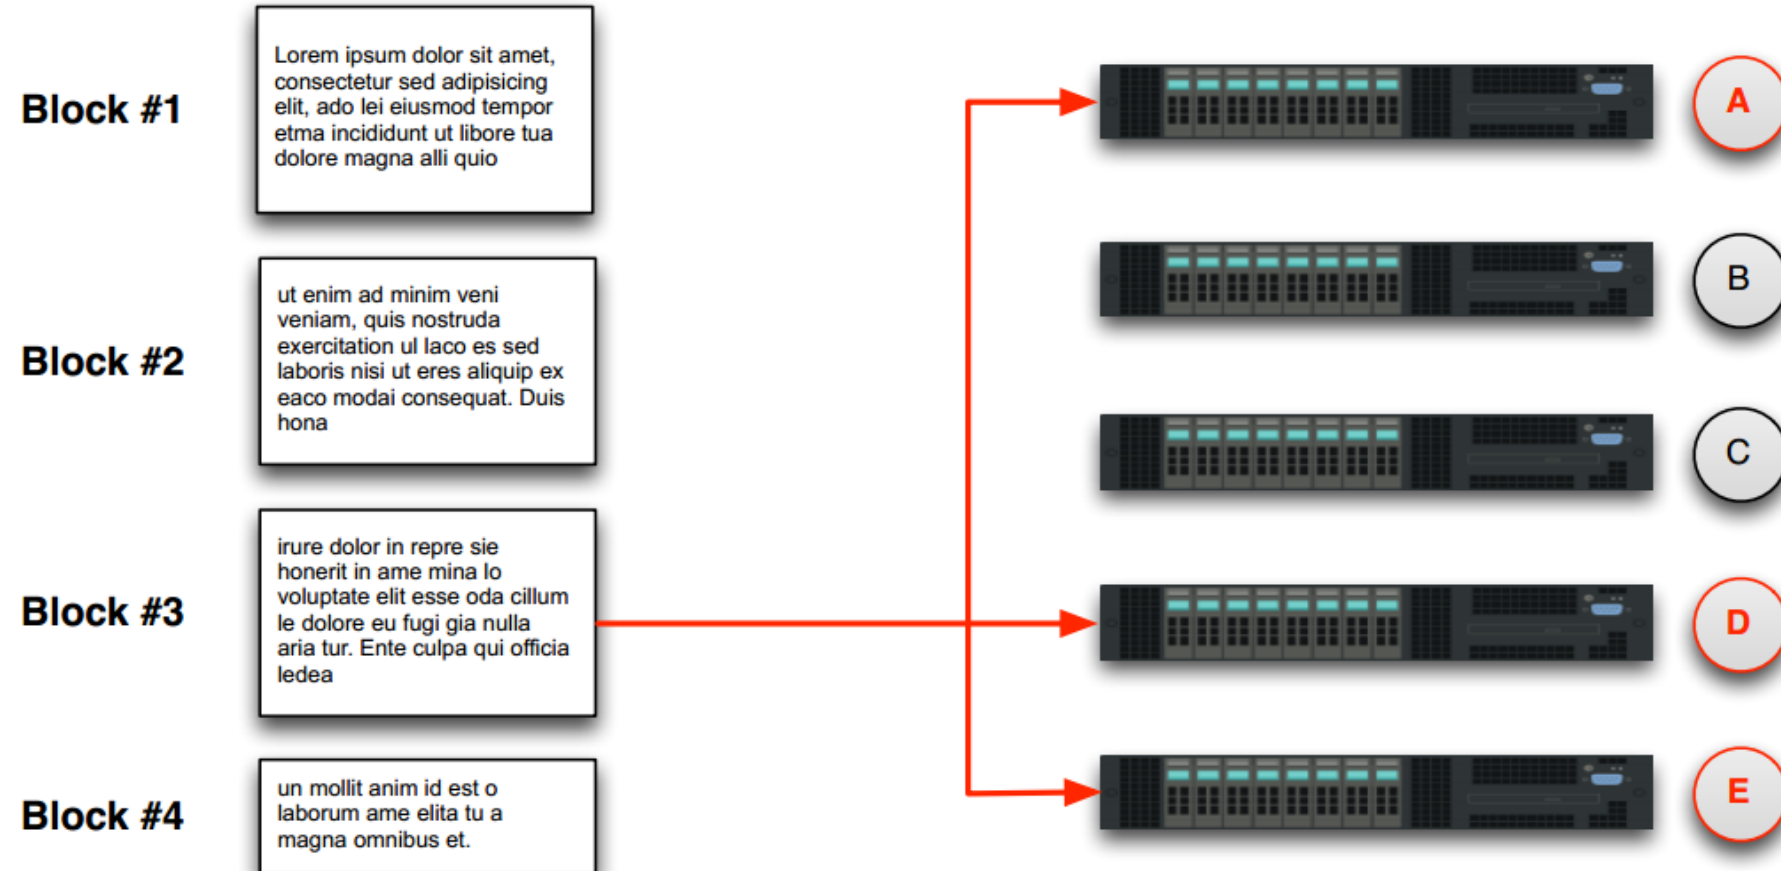 Block #1
Lorem ipsum dolor sit amet,
consectetur sed adipisicing
elit, ado lei eiusmod tempor
etma incididunt ut libore tua
dolore magna alli quio
A
Block #2
ut enim ad minim veni
veniam, quis nostruda
exercitation ul laco es sed
laboris nisi ut eres aliquip ex
eaco modai consequat. Duis
hona
B
C
Block #3
irure dolor in repre sie
honerit in ame mina lo
voluptate elit esse oda cillum
le dolore eu fugi gia nulla
aria tur. Ente culpa qui officia
ledea
D
Block #4
un mollit anim id est o
laborum ame elita tu a
magna omnibus et.
E